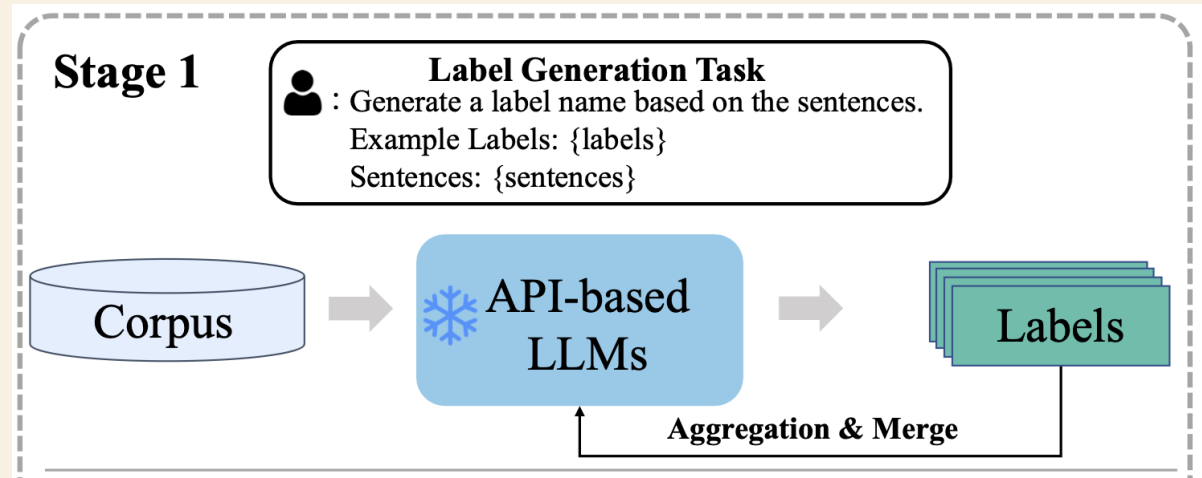 Stage 1
Label Generation Task
: Generate a label name based on the sentences.
Example Labels: {labels}
Sentences: {sentences}
Corpus
API-based
LLMs
Labels
Aggregation & Merge